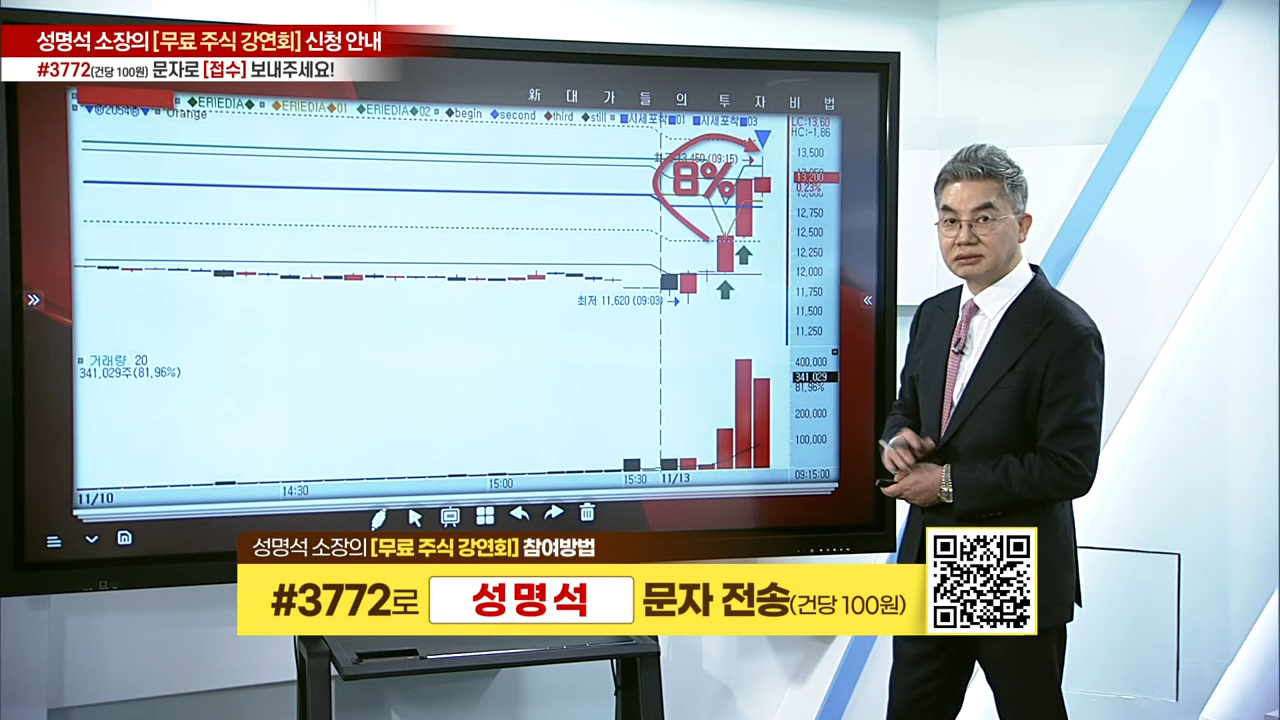 성명석 소장의 [무료 주식 강연회] 신청 안내
#3772(건당 100원) 문자로 [접수] 보내주세요!
新 대 가 들 의 투 자 비 법
◆ERIEDIA◆ ◆ERIEDIA◆01 ◆ERIEDIA◆02 ◆begin ◆second ◆third ◆still ■시세포착■01 ■시세포착■03
▼@2054@▼ Orange
LC:13,60
HC:-1,86
13,450 (09:15)
8%
13,500
13,200
0,23%
12,750
12,500
12,250
12,000
11,750
11,500
11,250
최저 11,620 (09:03)
거래량 20
341,029주(81,96%)
400,000
341,029
81,96%
200,000
100,000
11/10 14:30 15:00 15:30 11/13 09:15:00
성명석 소장의 [무료 주식 강연회] 참여방법
#3772로 성명석 문자 전송(건당 100원)